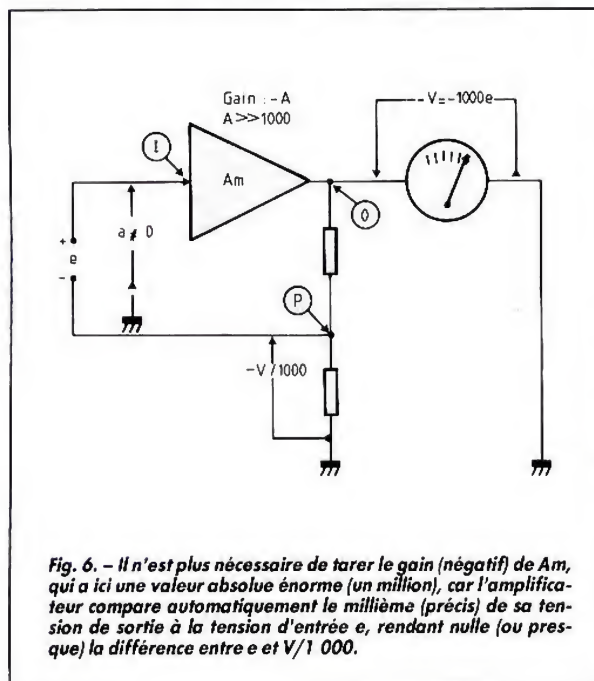 Gain : -A
A>>1000
- V = -1000e
I
Am
O
a ≠ 0
+
e
-
P
-V/1000
Fig. 6. – Il n'est plus nécessaire de tarer le gain (négatif) de Am,
qui a ici une valeur absolue énorme (un million), car l'amplifica-
teur compare automatiquement le millième (précis) de sa ten-
sion de sortie à la tension d'entrée e, rendant nulle (ou pres-
que) la différence entre e et V/1 000.